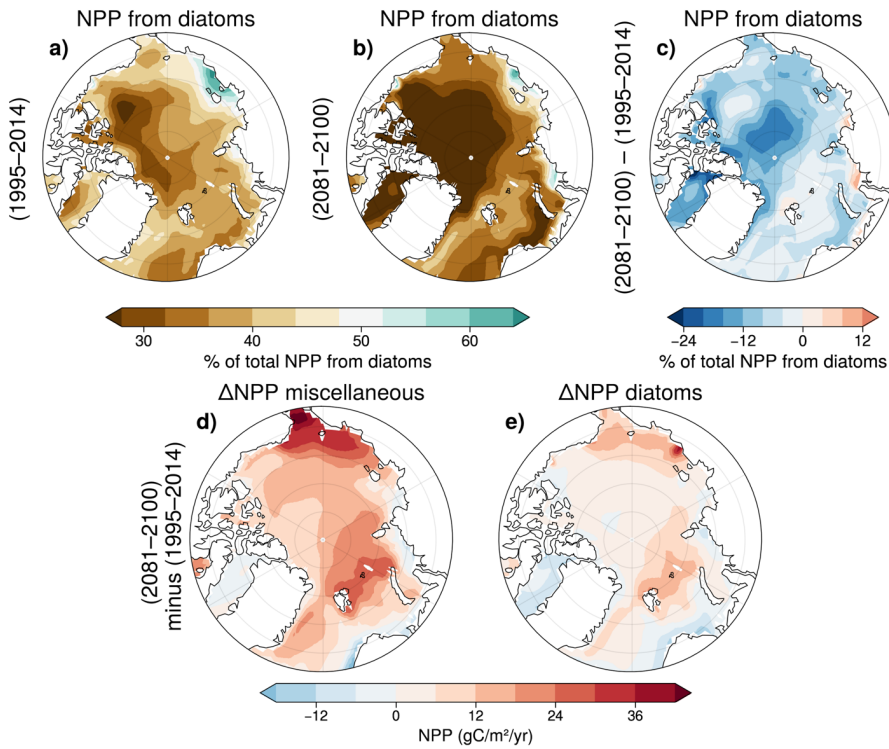 NPP from diatoms
NPP from diatoms
NPP from diatoms
a)
b)
c)
(1995–2014)
(2081–2100)
(2081–2100) − (1995–2014)
30 40 50 60
% of total NPP from diatoms
−24 −12 0 12
% of total NPP from diatoms
ΔNPP miscellaneous
ΔNPP diatoms
d)
e)
(2081–2100)
minus (1995–2014)
−12 0 12 24 36
NPP (gC/m²/yr)